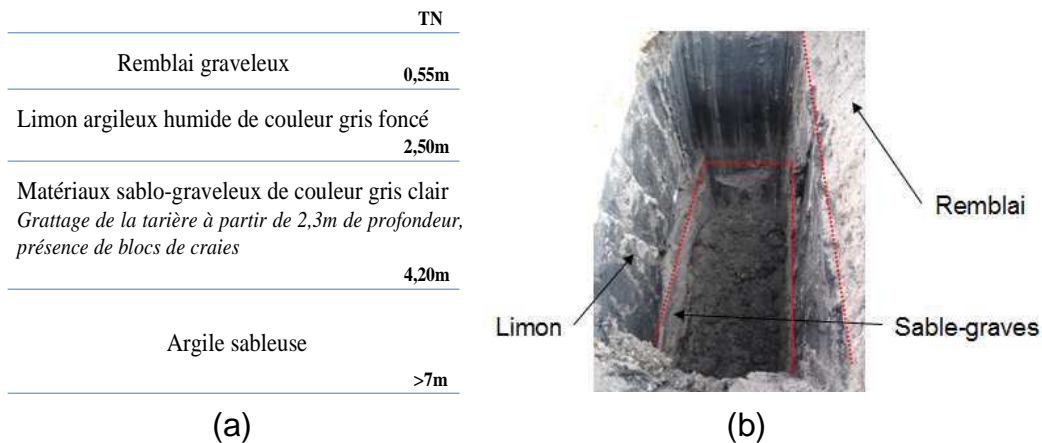 TN
Remblai graveleux
0,55m
Limon argileux humide de couleur gris foncé
2,50m
Matériaux sablo-graveleux de couleur gris clair
Grattage de la tarière à partir de 2,3m de profondeur,
présence de blocs de craies
4,20m
Argile sableuse
>7m
(a)
Remblai
Limon
Sable-graves
(b)